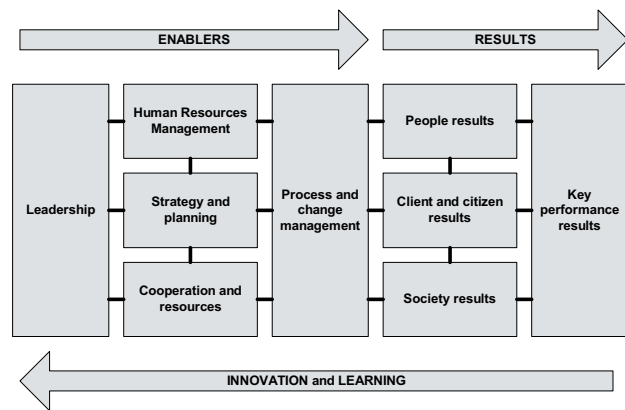 ENABLERS
RESULTS
Leadership
Human Resources
Management
Strategy and
planning
Cooperation and
resources
Process and
change
management
People results
Client and citizen
results
Society results
Key
performance
results
INNOVATION and LEARNING